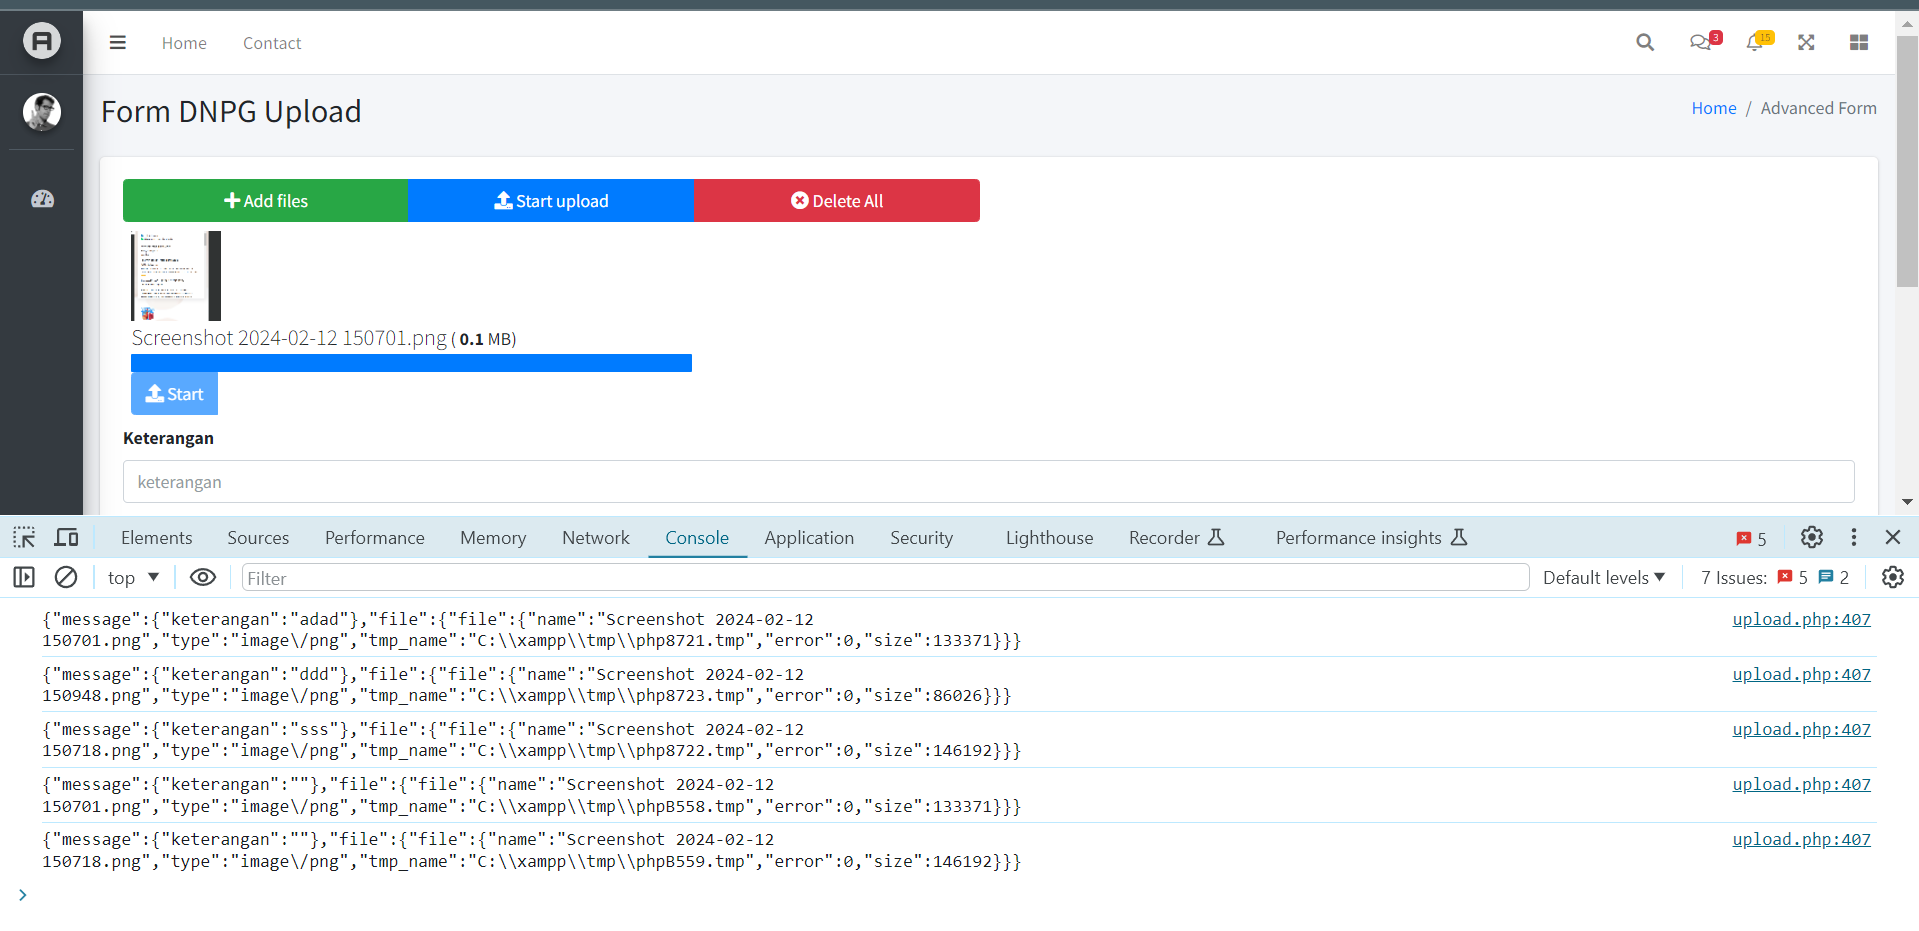 Home Contact
3
15
Form DNPG Upload
Home / Advanced Form
Add files Start upload Delete All
Screenshot 2024-02-12 150701.png ( 0.1 MB)
Start
Keterangan
keterangan
Elements Sources Performance Memory Network Console Application Security Lighthouse Recorder Performance insights 5
top Filter Default levels 7 Issues: 5 2
{"message":{"keterangan":"adad"},"file":{"file":{"name":"Screenshot 2024-02-12 upload.php:407
150701.png","type":"image\/png","tmp_name":"C:\\xampp\\tmp\\php8721.tmp","error":0,"size":133371}}}
{"message":{"keterangan":"ddd"},"file":{"file":{"name":"Screenshot 2024-02-12 upload.php:407
150948.png","type":"image\/png","tmp_name":"C:\\xampp\\tmp\\php8723.tmp","error":0,"size":86026}}}
{"message":{"keterangan":"sss"},"file":{"file":{"name":"Screenshot 2024-02-12 upload.php:407
150718.png","type":"image\/png","tmp_name":"C:\\xampp\\tmp\\php8722.tmp","error":0,"size":146192}}}
{"message":{"keterangan":""},"file":{"file":{"name":"Screenshot 2024-02-12 upload.php:407
150701.png","type":"image\/png","tmp_name":"C:\\xampp\\tmp\\phpB558.tmp","error":0,"size":133371}}}
{"message":{"keterangan":""},"file":{"file":{"name":"Screenshot 2024-02-12 upload.php:407
150718.png","type":"image\/png","tmp_name":"C:\\xampp\\tmp\\phpB559.tmp","error":0,"size":146192}}}